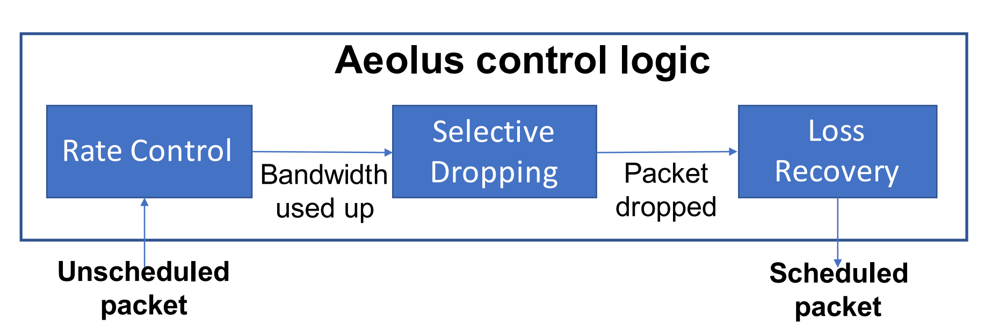 Aeolus control logic
Rate Control
Bandwidth
used up
Selective
Dropping
Packet
dropped
Loss
Recovery
Unscheduled
packet
Scheduled
packet